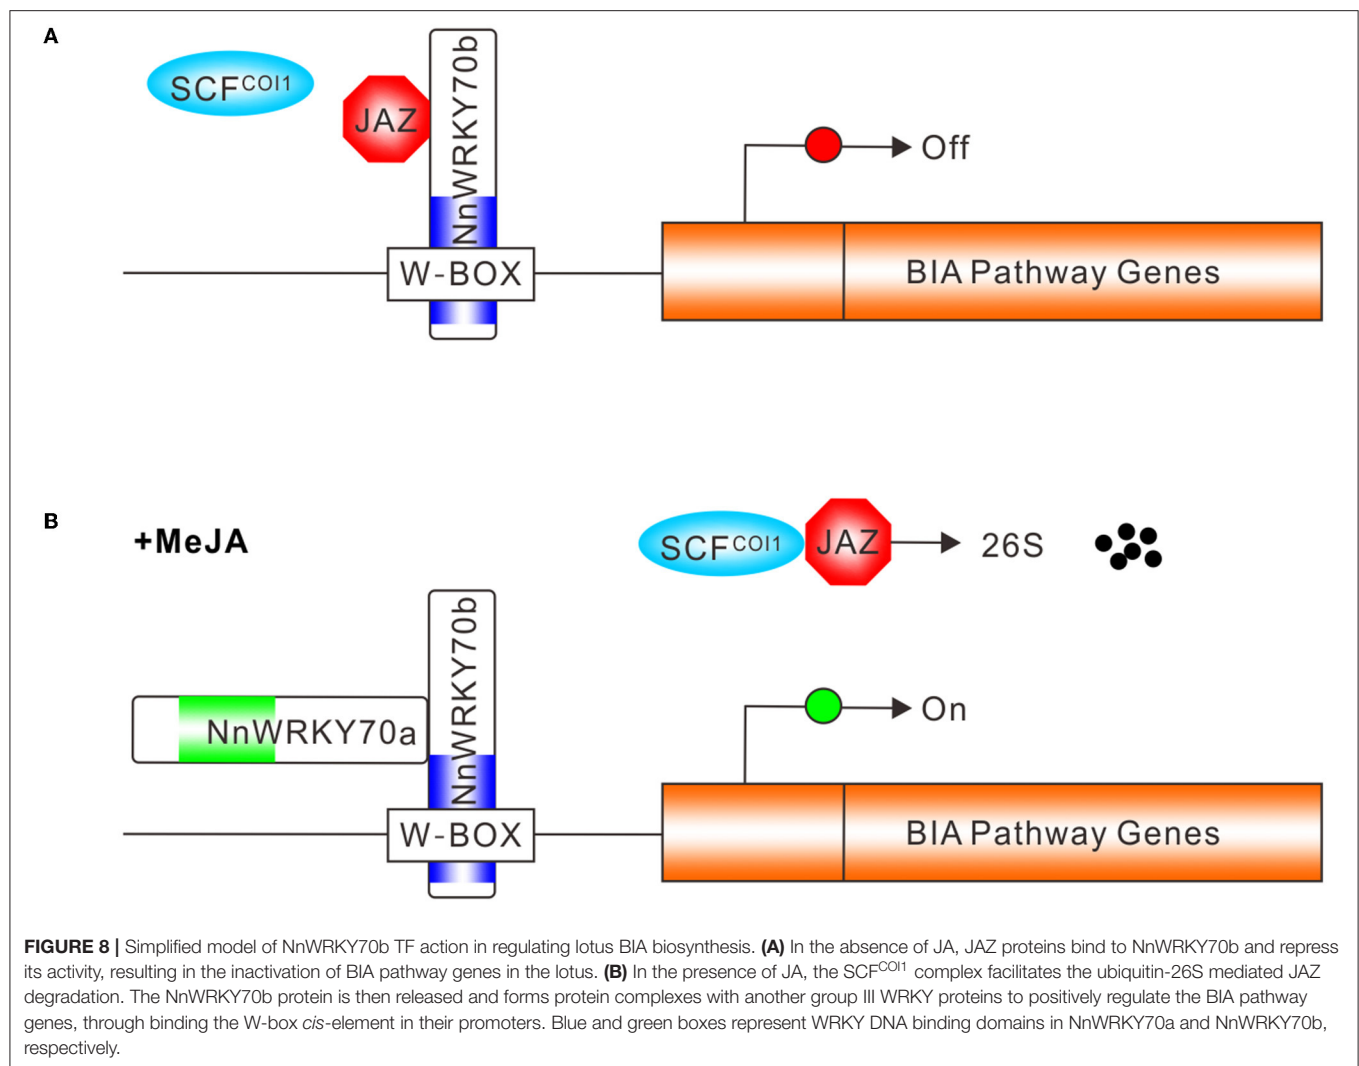 A
SCFCOI1
JAZ
NnWRKY70b
Off
W-BOX
BIA Pathway Genes
B
+MeJA
SCFCOI1
JAZ
26S
NnWRKY70b
NnWRKY70a
On
W-BOX
BIA Pathway Genes
FIGURE 8 | Simplified model of NnWRKY70b TF action in regulating lotus BIA biosynthesis. (A) In the absence of JA, JAZ proteins bind to NnWRKY70b and repress
its activity, resulting in the inactivation of BIA pathway genes in the lotus. (B) In the presence of JA, the SCFCOI1 complex facilitates the ubiquitin-26S mediated JAZ
degradation. The NnWRKY70b protein is then released and forms protein complexes with another group III WRKY proteins to positively regulate the BIA pathway
genes, through binding the W-box cis-element in their promoters. Blue and green boxes represent WRKY DNA binding domains in NnWRKY70a and NnWRKY70b,
respectively.